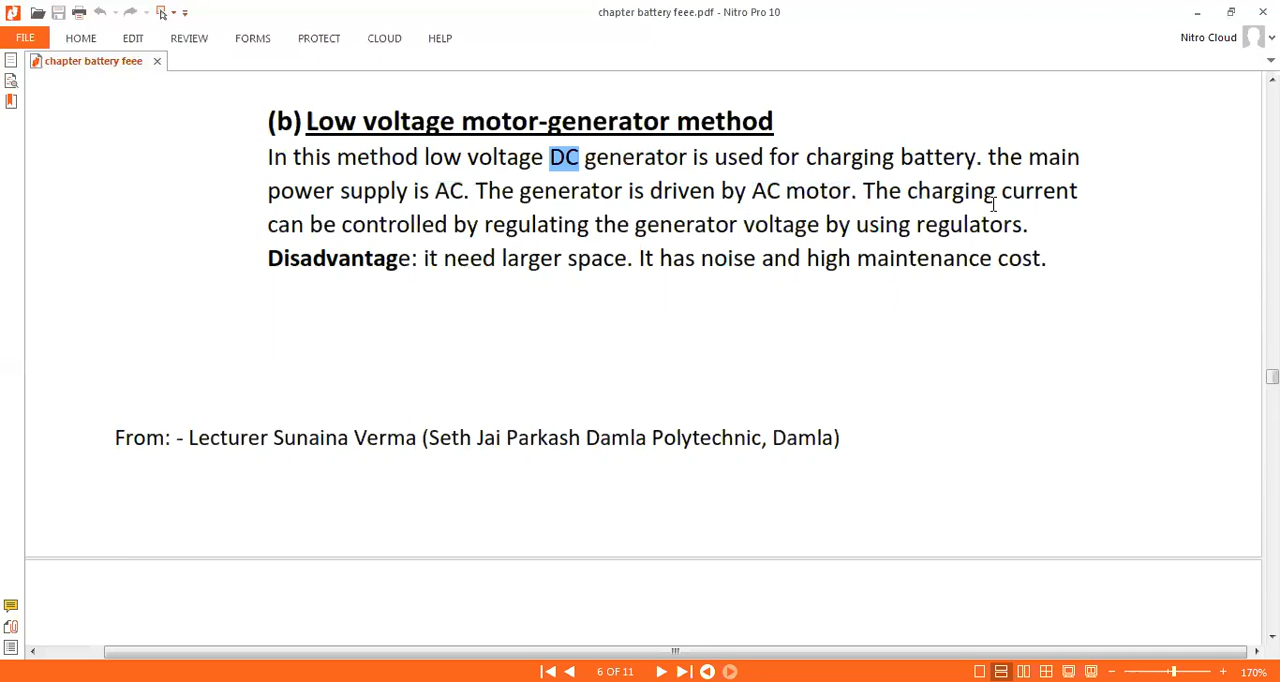 chapter battery feee.pdf - Nitro Pro 10
FILE HOME EDIT REVIEW FORMS PROTECT CLOUD HELP Nitro Cloud
chapter battery feee
(b) Low voltage motor-generator method
In this method low voltage DC generator is used for charging battery. the main
power supply is AC. The generator is driven by AC motor. The charging current
can be controlled by regulating the generator voltage by using regulators.
Disadvantage: it need larger space. It has noise and high maintenance cost.
From: - Lecturer Sunaina Verma (Seth Jai Parkash Damla Polytechnic, Damla)
6 OF 11
170%